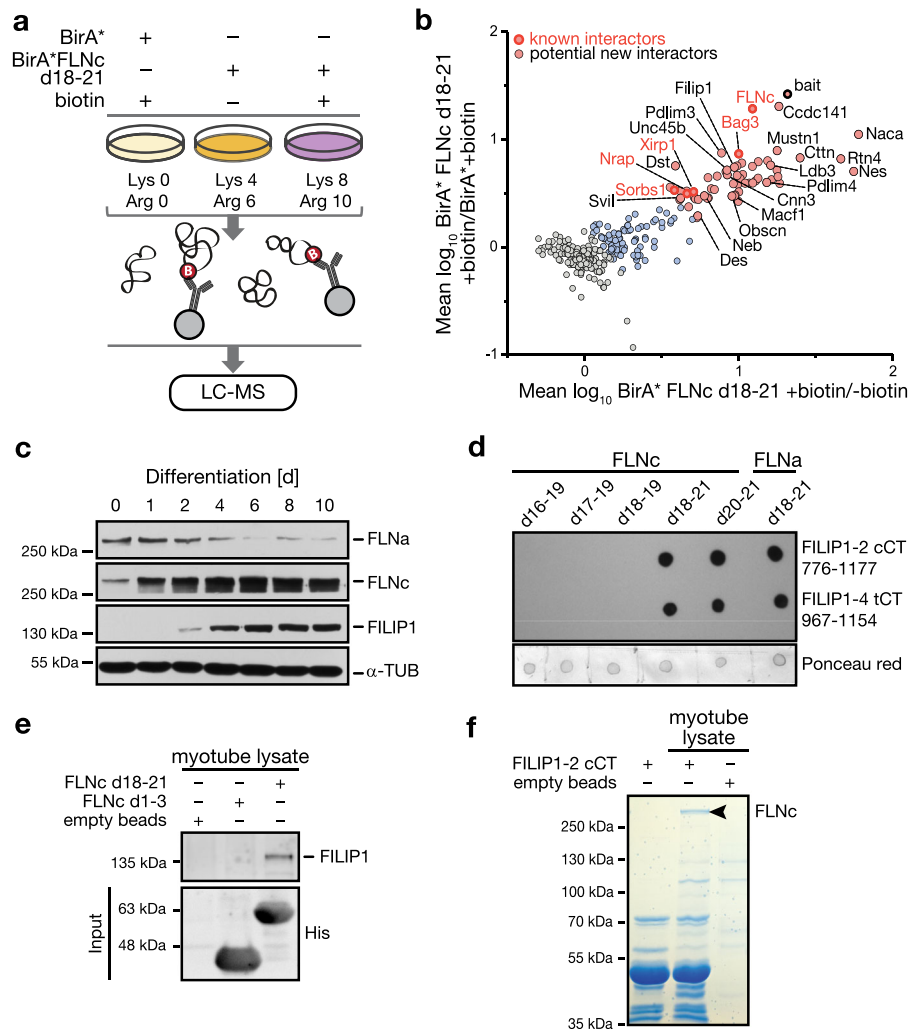 a
BirA* + – –
BirA*FLNc d18-21 – + +
biotin + – +
Lys 0 Lys 4 Lys 8
Arg 0 Arg 6 Arg 10
B
B
LC-MS
b
Mean log10 BirA* FLNc d18-21
+biotin/BirA*+biotin
known interactors
potential new interactors
2
1
0
-1
0 1 2
Mean log10 BirA* FLNc d18-21 +biotin/-biotin
bait
FLNc
Ccdc141
Filip1
Pdlim3
Bag3
Unc45b
Mustn1
Naca
Xirp1
Dst
Cttn
Rtn4
Nrap
Ldb3
Nes
Sorbs1
Pdlim4
Svil
Cnn3
Macf1
Obscn
Neb
Des
c
Differentiation [d]
0 1 2 4 6 8 10
250 kDa
FLNa
250 kDa
FLNc
130 kDa
FILIP1
55 kDa
α-TUB
d
FLNc FLNa
d16-19 d17-19 d18-19 d18-21 d20-21 d18-21
FILIP1-2 cCT
776-1177
FILIP1-4 tCT
967-1154
Ponceau red
e
myotube lysate
FLNc d18-21 – – +
FLNc d1-3 – + –
empty beads + – –
135 kDa
FILIP1
Input
63 kDa
48 kDa
His
f
myotube
lysate
FILIP1-2 cCT + + –
empty beads – – +
FLNc
250 kDa
130 kDa
100 kDa
70 kDa
55 kDa
35 kDa